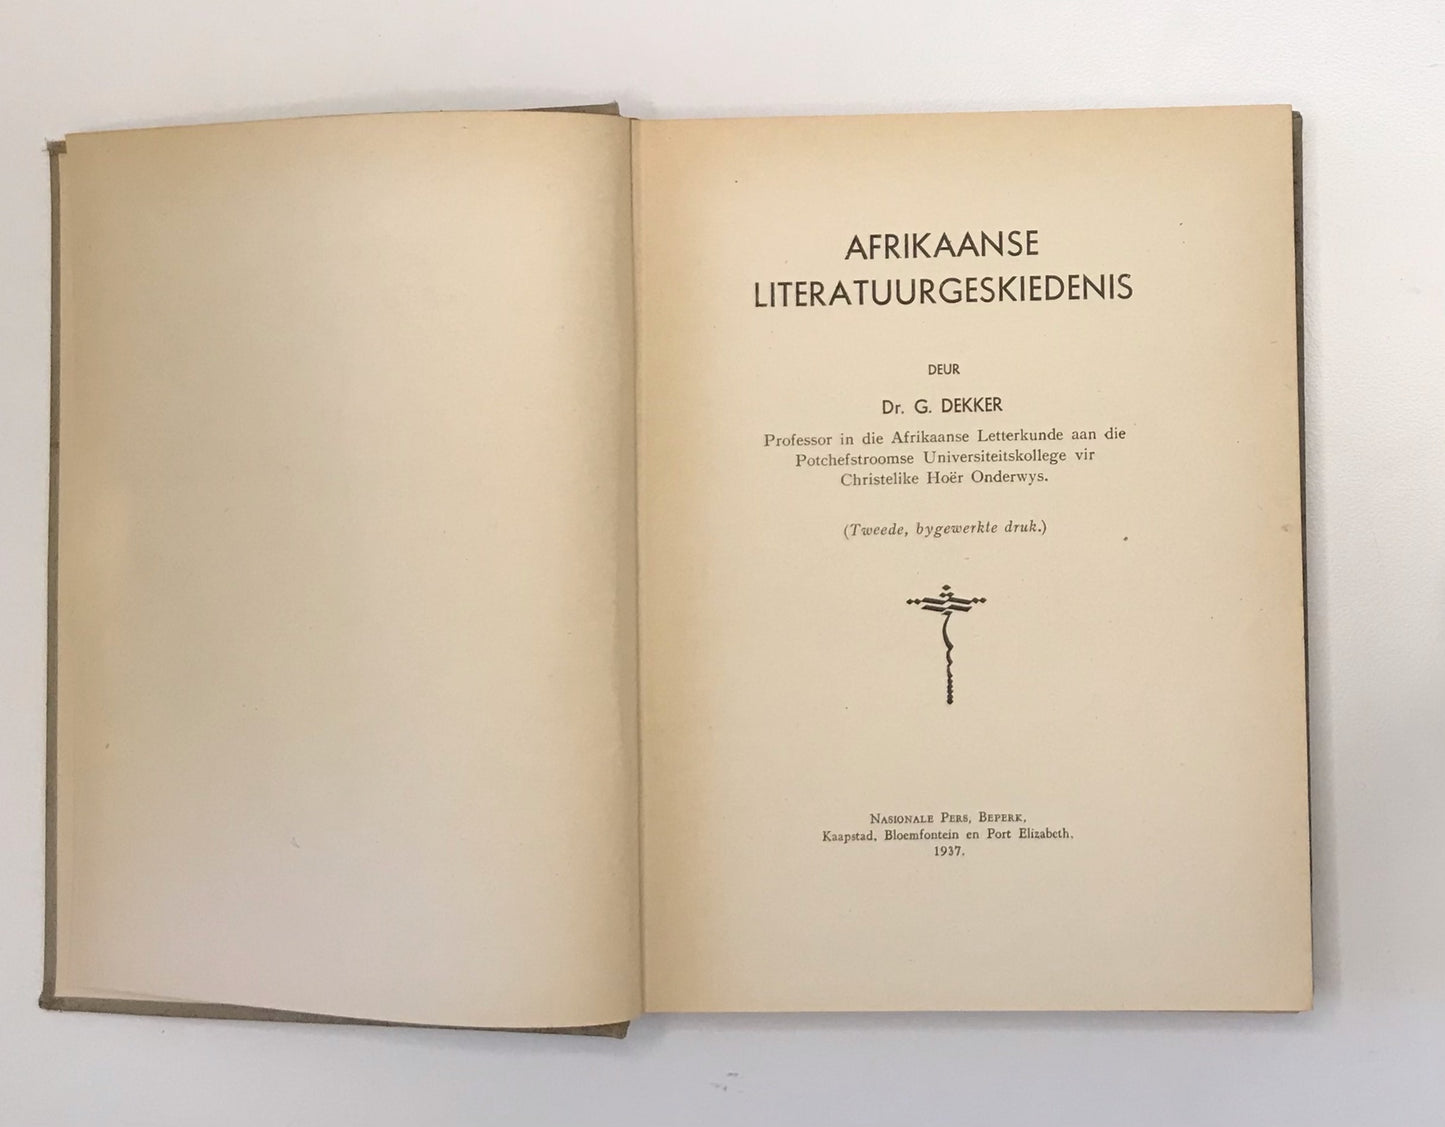 AFRIKAANSE
LITERATUURGESKIEDENIS
DEUR
Dr. G. DEKKER
Professor in die Afrikaanse Letterkunde aan die
Potchefstroomse Universiteitskollege vir
Christelike Hoër Onderwys.
(Tweede, bygewerkte druk.)
NASIONALE PERS, BEPERK,
Kaapstad, Bloemfontein en Port Elizabeth.
1937.